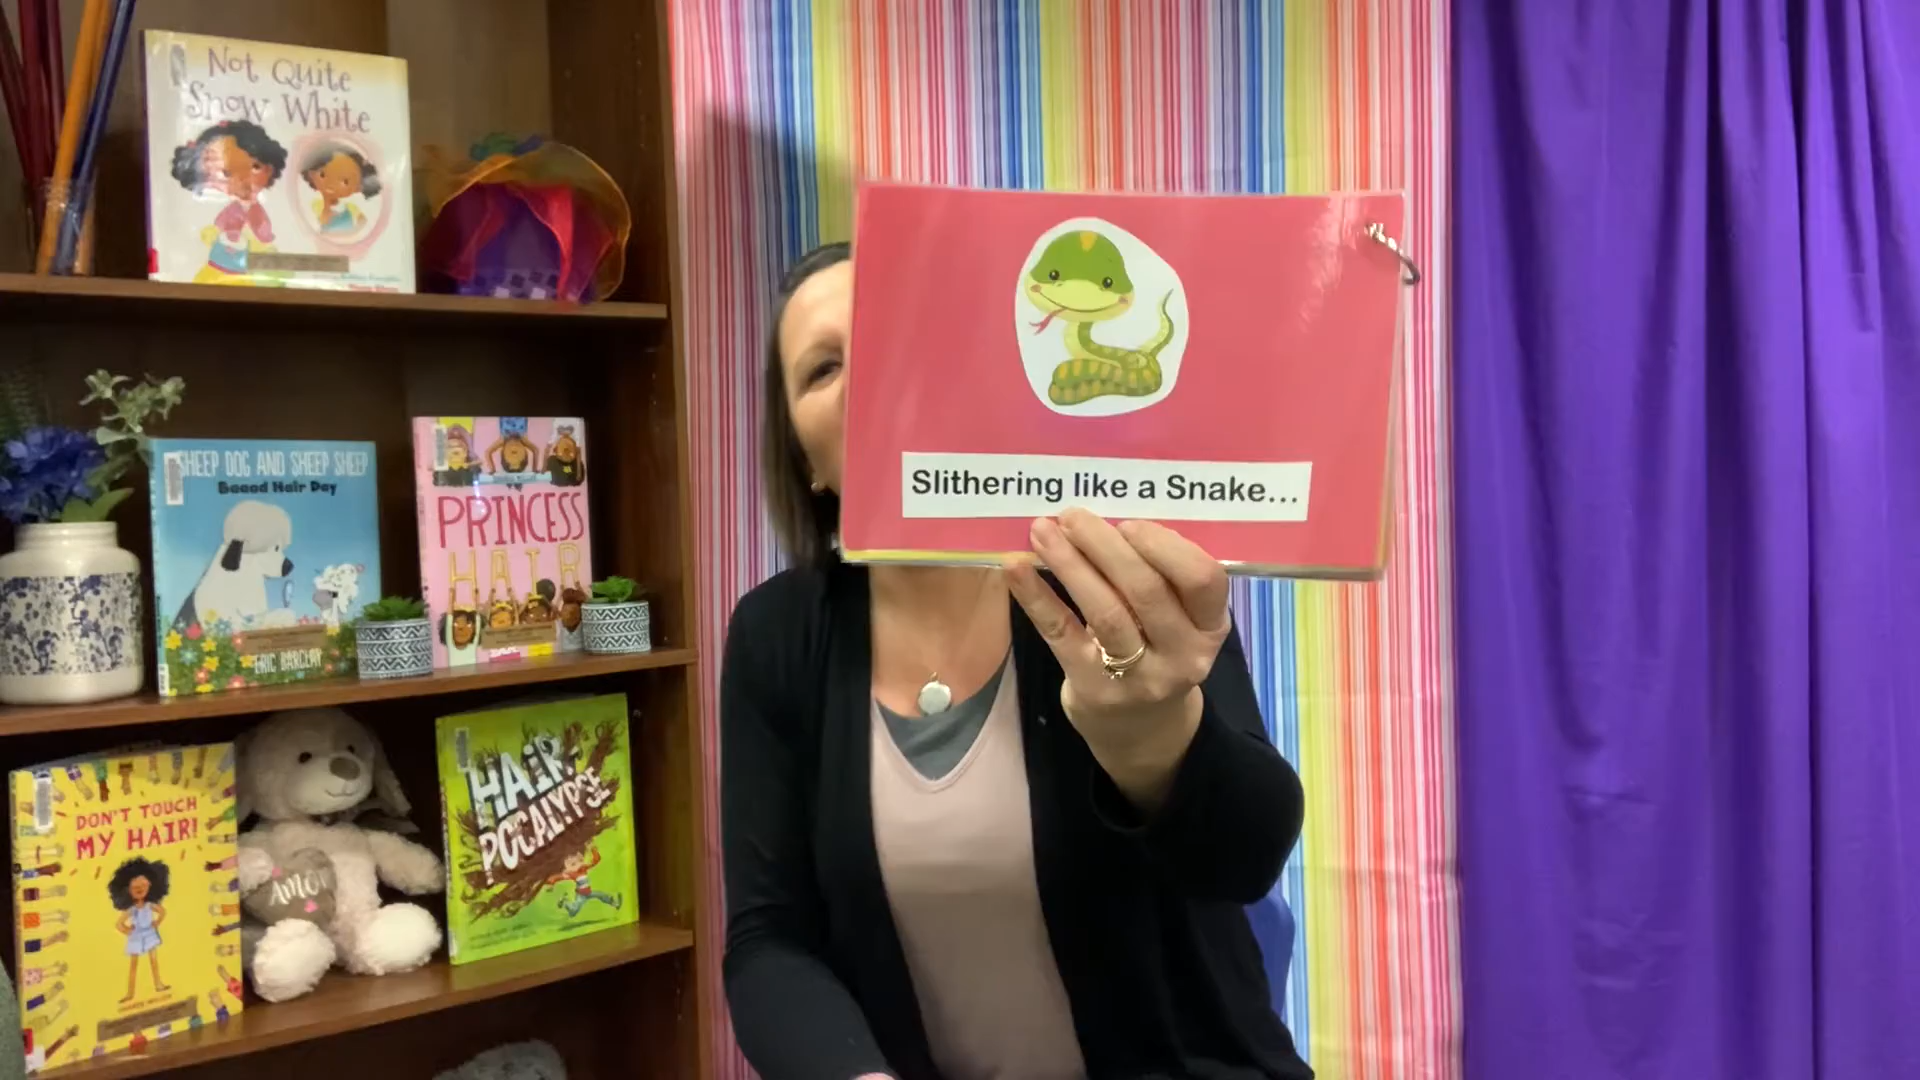 Not Quite
Snow White
SHEEP DOG AND SHEEP SHEEP
Baaad Hair Day
ERIC BARCLAY
PRINCESS
HAIR
DON'T TOUCH
MY HAIR!
AMOR
HAIR
POCALYPSE
Slithering like a Snake...